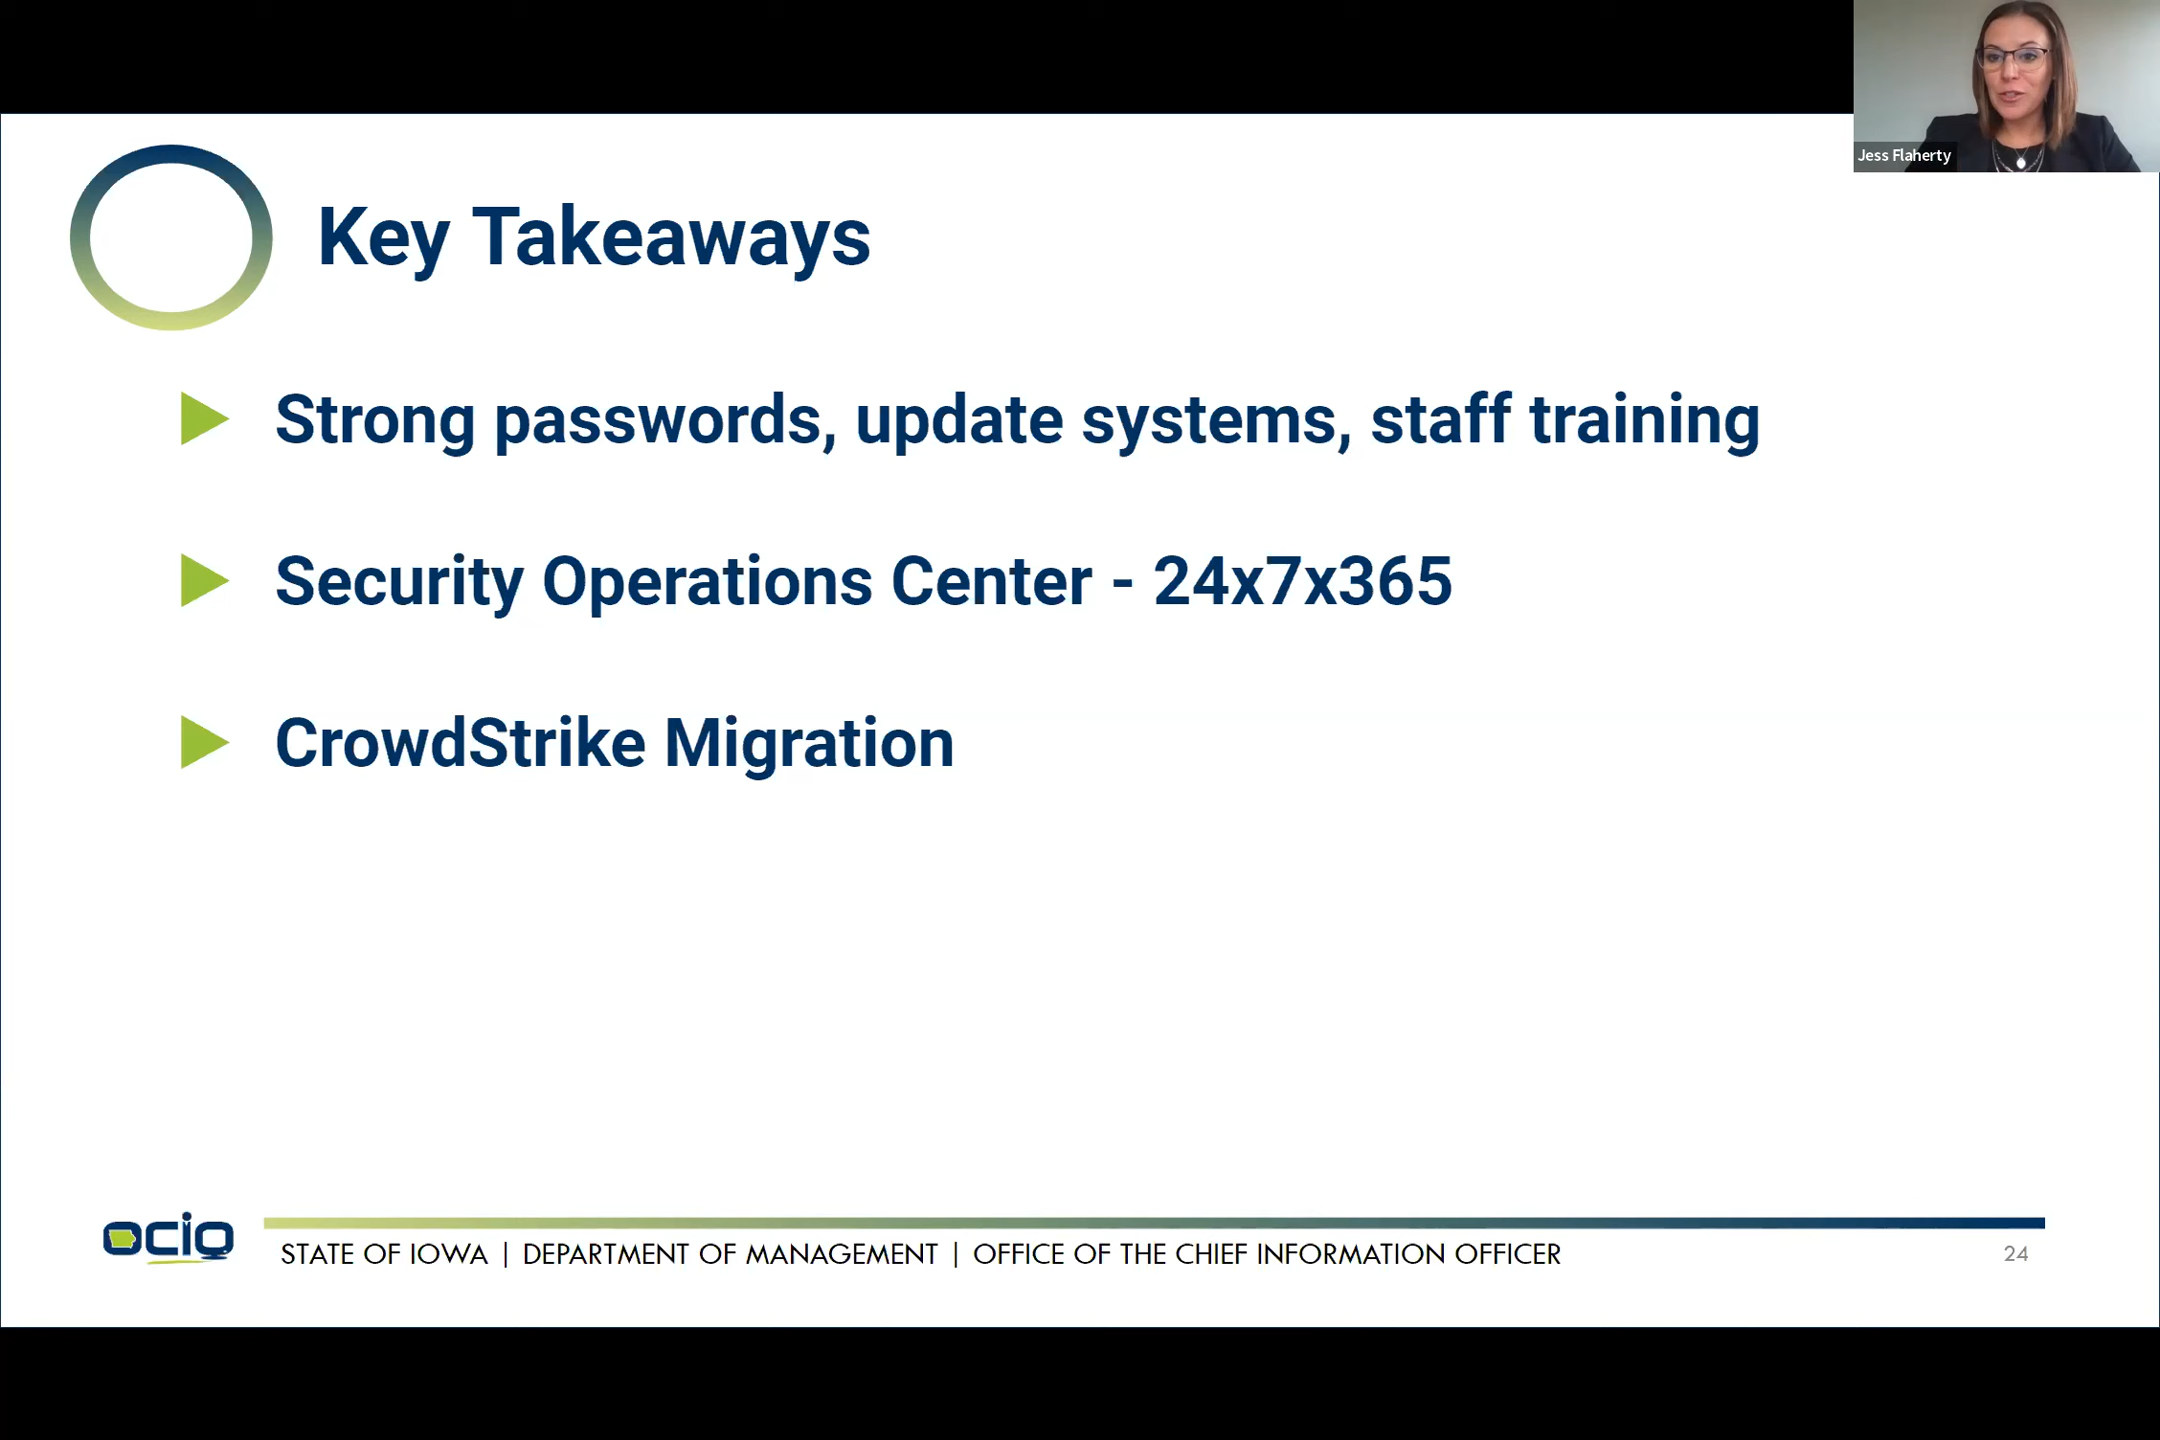 Jess Flaherty
Key Takeaways
Strong passwords, update systems, staff training
Security Operations Center - 24x7x365
CrowdStrike Migration
ocio
STATE OF IOWA | DEPARTMENT OF MANAGEMENT | OFFICE OF THE CHIEF INFORMATION OFFICER
24